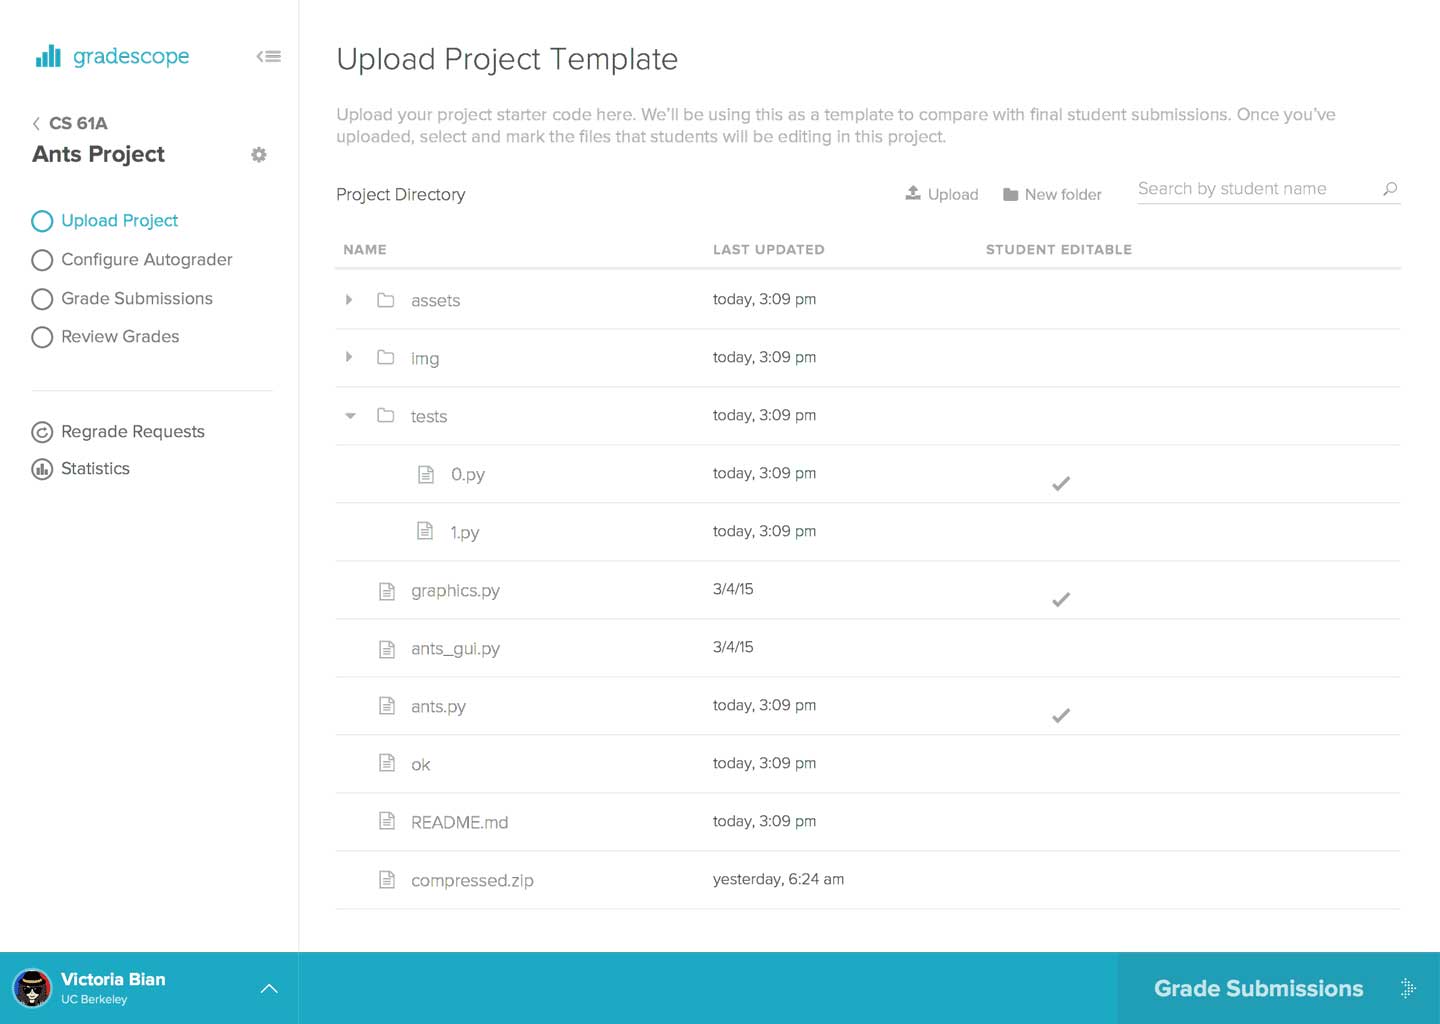 gradescope
CS 61A
Ants Project
Upload Project
Configure Autograder
Grade Submissions
Review Grades
Regrade Requests
Statistics
Victoria Bian
UC Berkeley
Upload Project Template
Upload your project starter code here. We'll be using this as a template to compare with final student submissions. Once you've
uploaded, select and mark the files that students will be editing in this project.
Project Directory Upload New folder Search by student name
NAME LAST UPDATED STUDENT EDITABLE
assets today, 3:09 pm
img today, 3:09 pm
tests today, 3:09 pm
0.py today, 3:09 pm
1.py today, 3:09 pm
graphics.py 3/4/15
ants_gui.py 3/4/15
ants.py today, 3:09 pm
ok today, 3:09 pm
README.md today, 3:09 pm
compressed.zip yesterday, 6:24 am
Grade Submissions